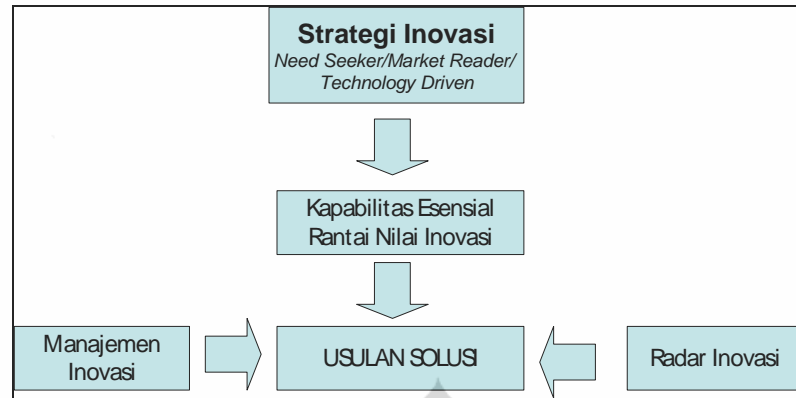 Strategi Inovasi
Need Seeker/Market Reader/
Technology Driven
Kapabilitas Esensial
Rantai Nilai Inovasi
Manajemen
Inovasi
USULAN SOLUSI
Radar Inovasi